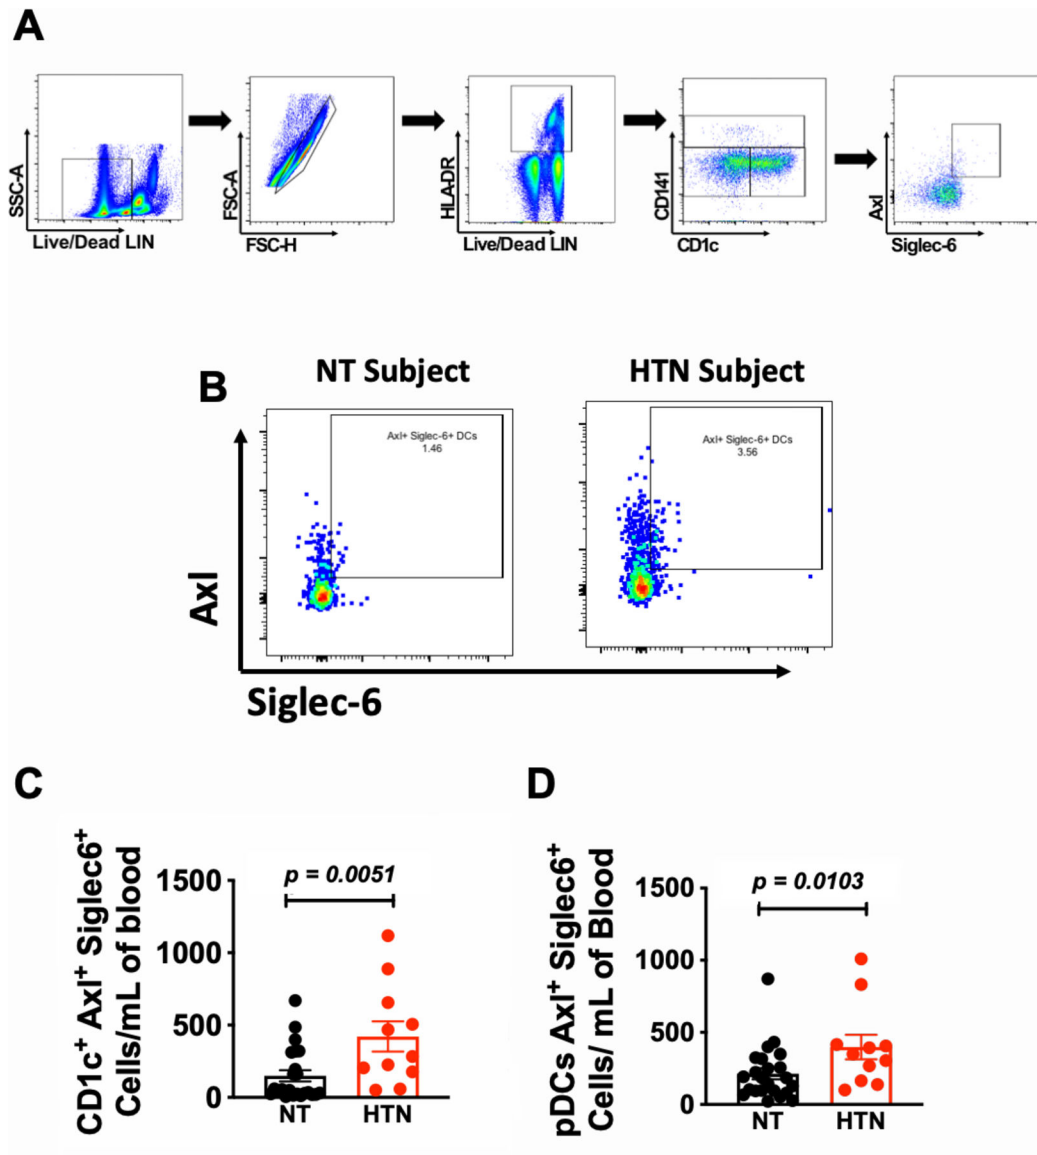 A
SSC-A
Live/Dead LIN
FSC-A
FSC-H
HLA-DR
Live/Dead LIN
CD141
CD1c
Axl
Siglec-6
B
NT Subject
HTN Subject
Axl+ Siglec-6+ DCs
1.46
Axl+ Siglec-6+ DCs
3.56
Axl
Siglec-6
C
CD1c+ Axl+ Siglec6+
Cells/mL of blood
p = 0.0051
1500
1000
500
0
NT
HTN
D
pDCs Axl+ Siglec6+
Cells/ mL of Blood
p = 0.0103
1500
1000
500
0
NT
HTN